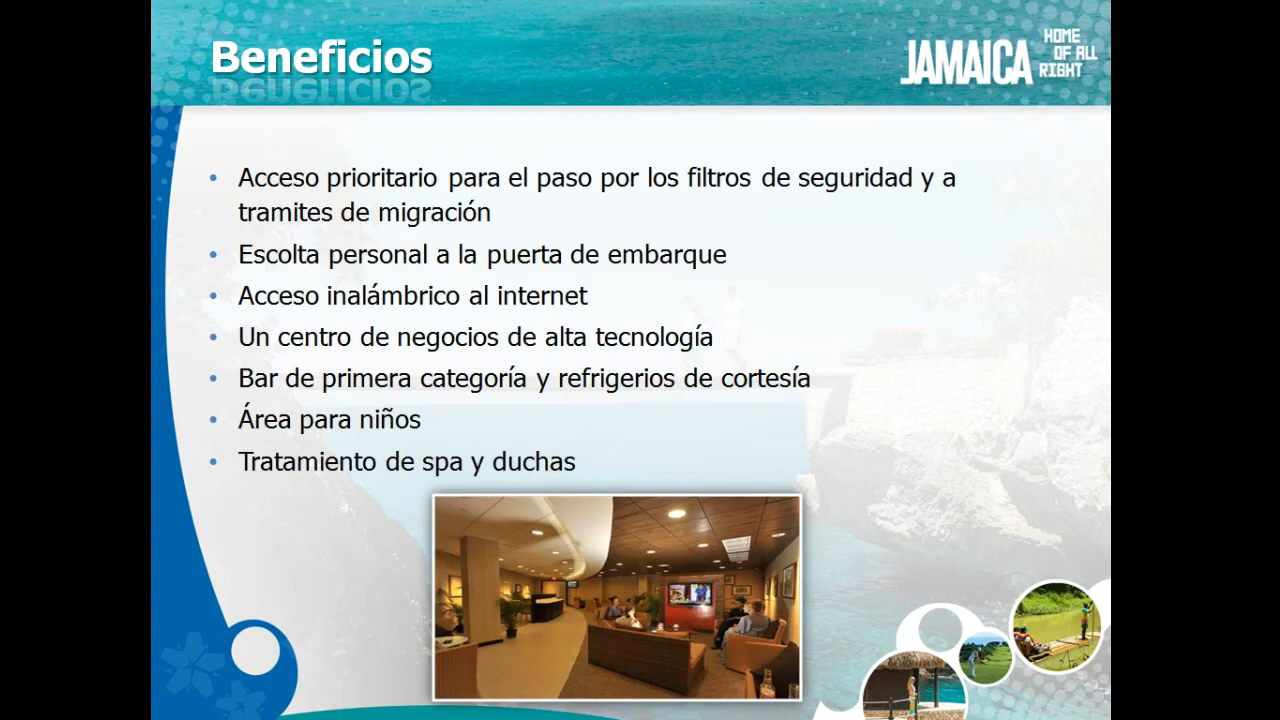 Beneficios
JAMAICA
HOME
OF ALL
RIGHT
• Acceso prioritario para el paso por los filtros de seguridad y a
tramites de migración
• Escolta personal a la puerta de embarque
• Acceso inalámbrico al internet
• Un centro de negocios de alta tecnología
• Bar de primera categoría y refrigerios de cortesía
• Área para niños
• Tratamiento de spa y duchas